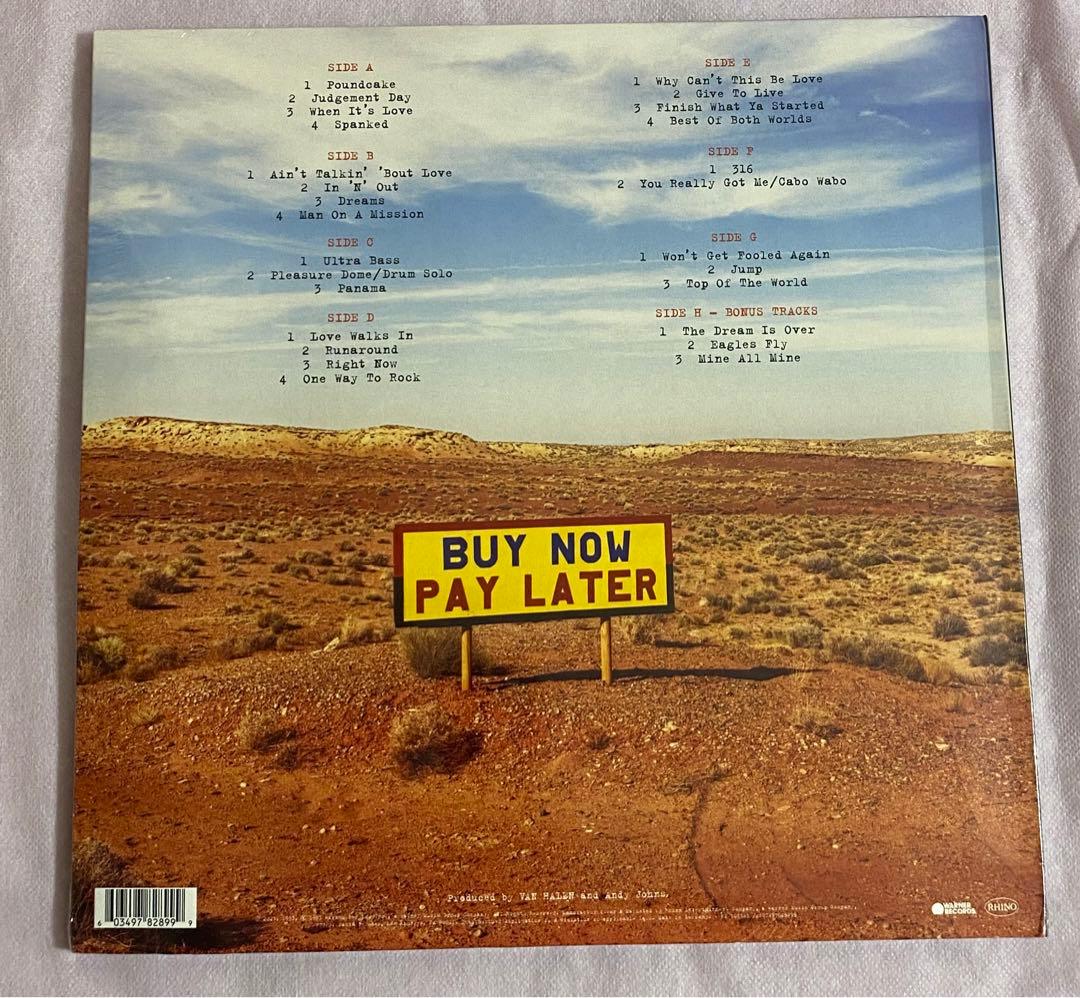 SIDE A
1 Poundcake
2 Judgement Day
3 When It's Love
4 Spanked
SIDE B
1 Ain't Talkin' 'Bout Love
2 In 'N' Out
3 Dreams
4 Man On A Mission
SIDE C
1 Ultra Bass
2 Pleasure Dome/Drum Solo
3 Panama
SIDE D
1 Love Walks In
2 Runaround
3 Right Now
4 One Way To Rock
SIDE E
1 Why Can't This Be Love
2 Give To Live
3 Finish What Ya Started
4 Best Of Both Worlds
SIDE F
1 316
2 You Really Got Me/Cabo Wabo
SIDE G
1 Won't Get Fooled Again
2 Jump
3 Top Of The World
SIDE H - BONUS TRACKS
1 The Dream Is Over
2 Eagles Fly
3 Mine All Mine
BUY NOW
PAY LATER
Produced by VAN HALEN and Andy Johns.
6 03497 82899 9
WARNER RECORDS
RHINO